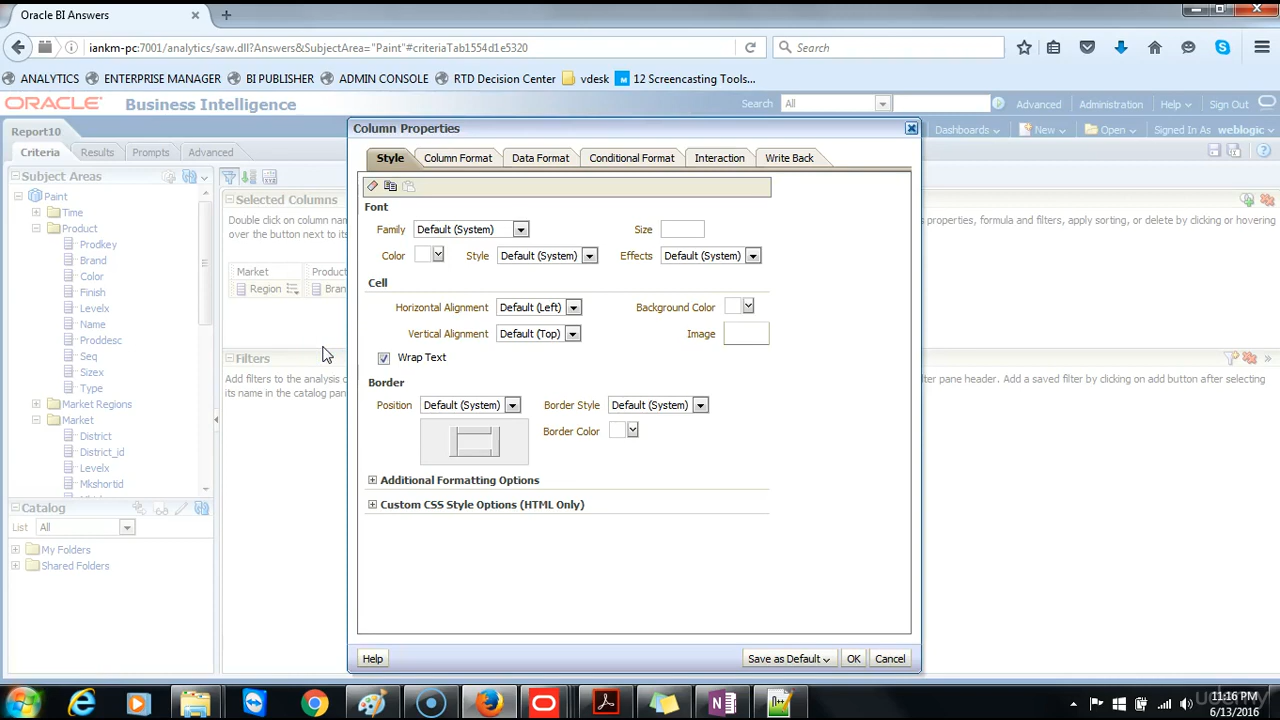 Oracle BI Answers
iankm-pc:7001/analytics/saw.dll?Answers&SubjectArea="Paint"#criteriaTab1554d1e5320
Search
ANALYTICS ENTERPRISE MANAGER BI PUBLISHER ADMIN CONSOLE RTD Decision Center vdesk 12 Screencasting Tools...
ORACLE Business Intelligence
Search All Advanced Administration Help Sign Out
Report10
Dashboards New Open Signed In As weblogic
Criteria Results Prompts Advanced
Subject Areas
Paint
Time
Product
Prodkey
Brand
Color
Finish
Levelx
Name
Proddesc
Seq
Sizex
Type
Market Regions
Market
District
District_id
Levelx
Mkshortid
Catalog
List All
My Folders
Shared Folders
Selected Columns
Double click on column nam
over the button next to its
s properties, formula and filters, apply sorting, or delete by clicking or hovering
Market Product
Region Bran
Filters
Add filters to the analysis c
its name in the catalog pan
lter pane header. Add a saved filter by clicking on add button after selecting
Column Properties
Style Column Format Data Format Conditional Format Interaction Write Back
Font
Family Default (System) Size
Color Style Default (System) Effects Default (System)
Cell
Horizontal Alignment Default (Left) Background Color
Vertical Alignment Default (Top) Image
Wrap Text
Border
Position Default (System) Border Style Default (System)
Border Color
Additional Formatting Options
Custom CSS Style Options (HTML Only)
Help Save as Default OK Cancel
11:16 PM
6/13/2016
udemy